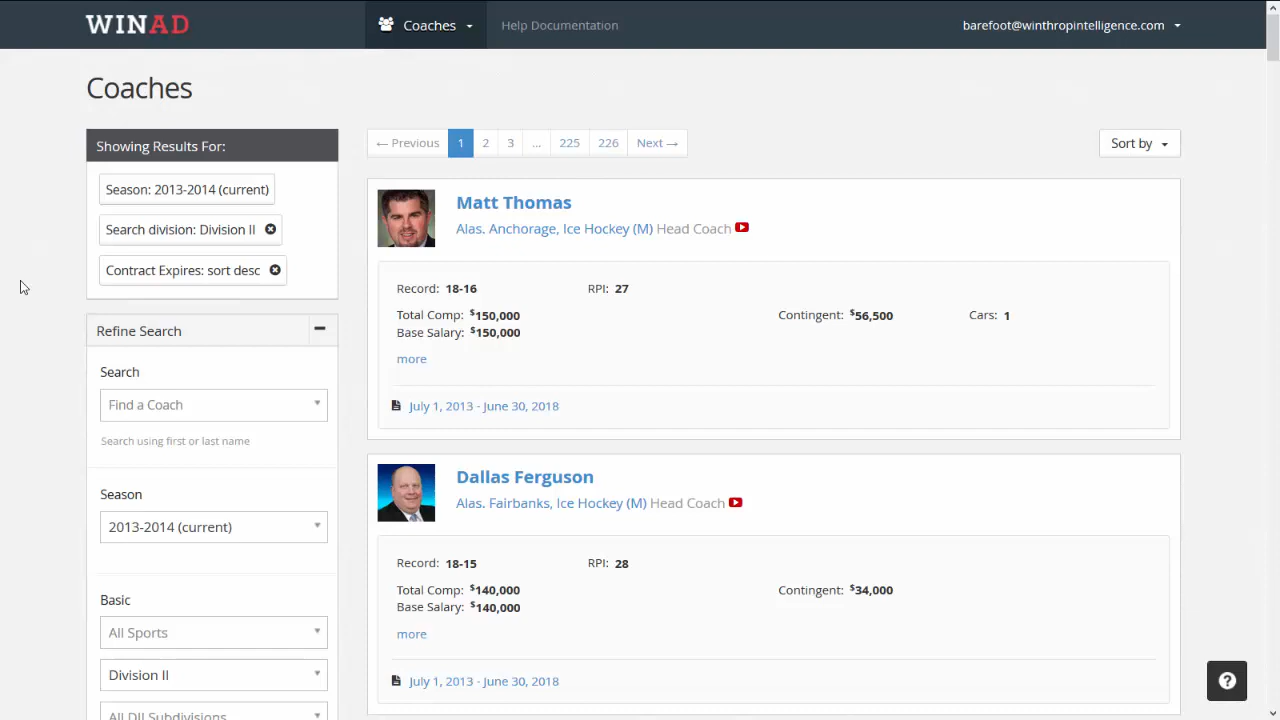 WINAD
Coaches
Help Documentation
barefoot@winthropintelligence.com
Coaches
Showing Results For:
Season: 2013-2014 (current)
Search division: Division II
Contract Expires: sort desc
Refine Search
Search
Find a Coach
Search using first or last name
Season
2013-2014 (current)
Basic
All Sports
Division II
All DII Subdivisions
← Previous 1 2 3 ... 225 226 Next →
Sort by
Matt Thomas
Alas. Anchorage, Ice Hockey (M) Head Coach
Record: 18-16 RPI: 27
Total Comp: $150,000 Contingent: $56,500 Cars: 1
Base Salary: $150,000
more
July 1, 2013 - June 30, 2018
Dallas Ferguson
Alas. Fairbanks, Ice Hockey (M) Head Coach
Record: 18-15 RPI: 28
Total Comp: $140,000 Contingent: $34,000
Base Salary: $140,000
more
July 1, 2013 - June 30, 2018